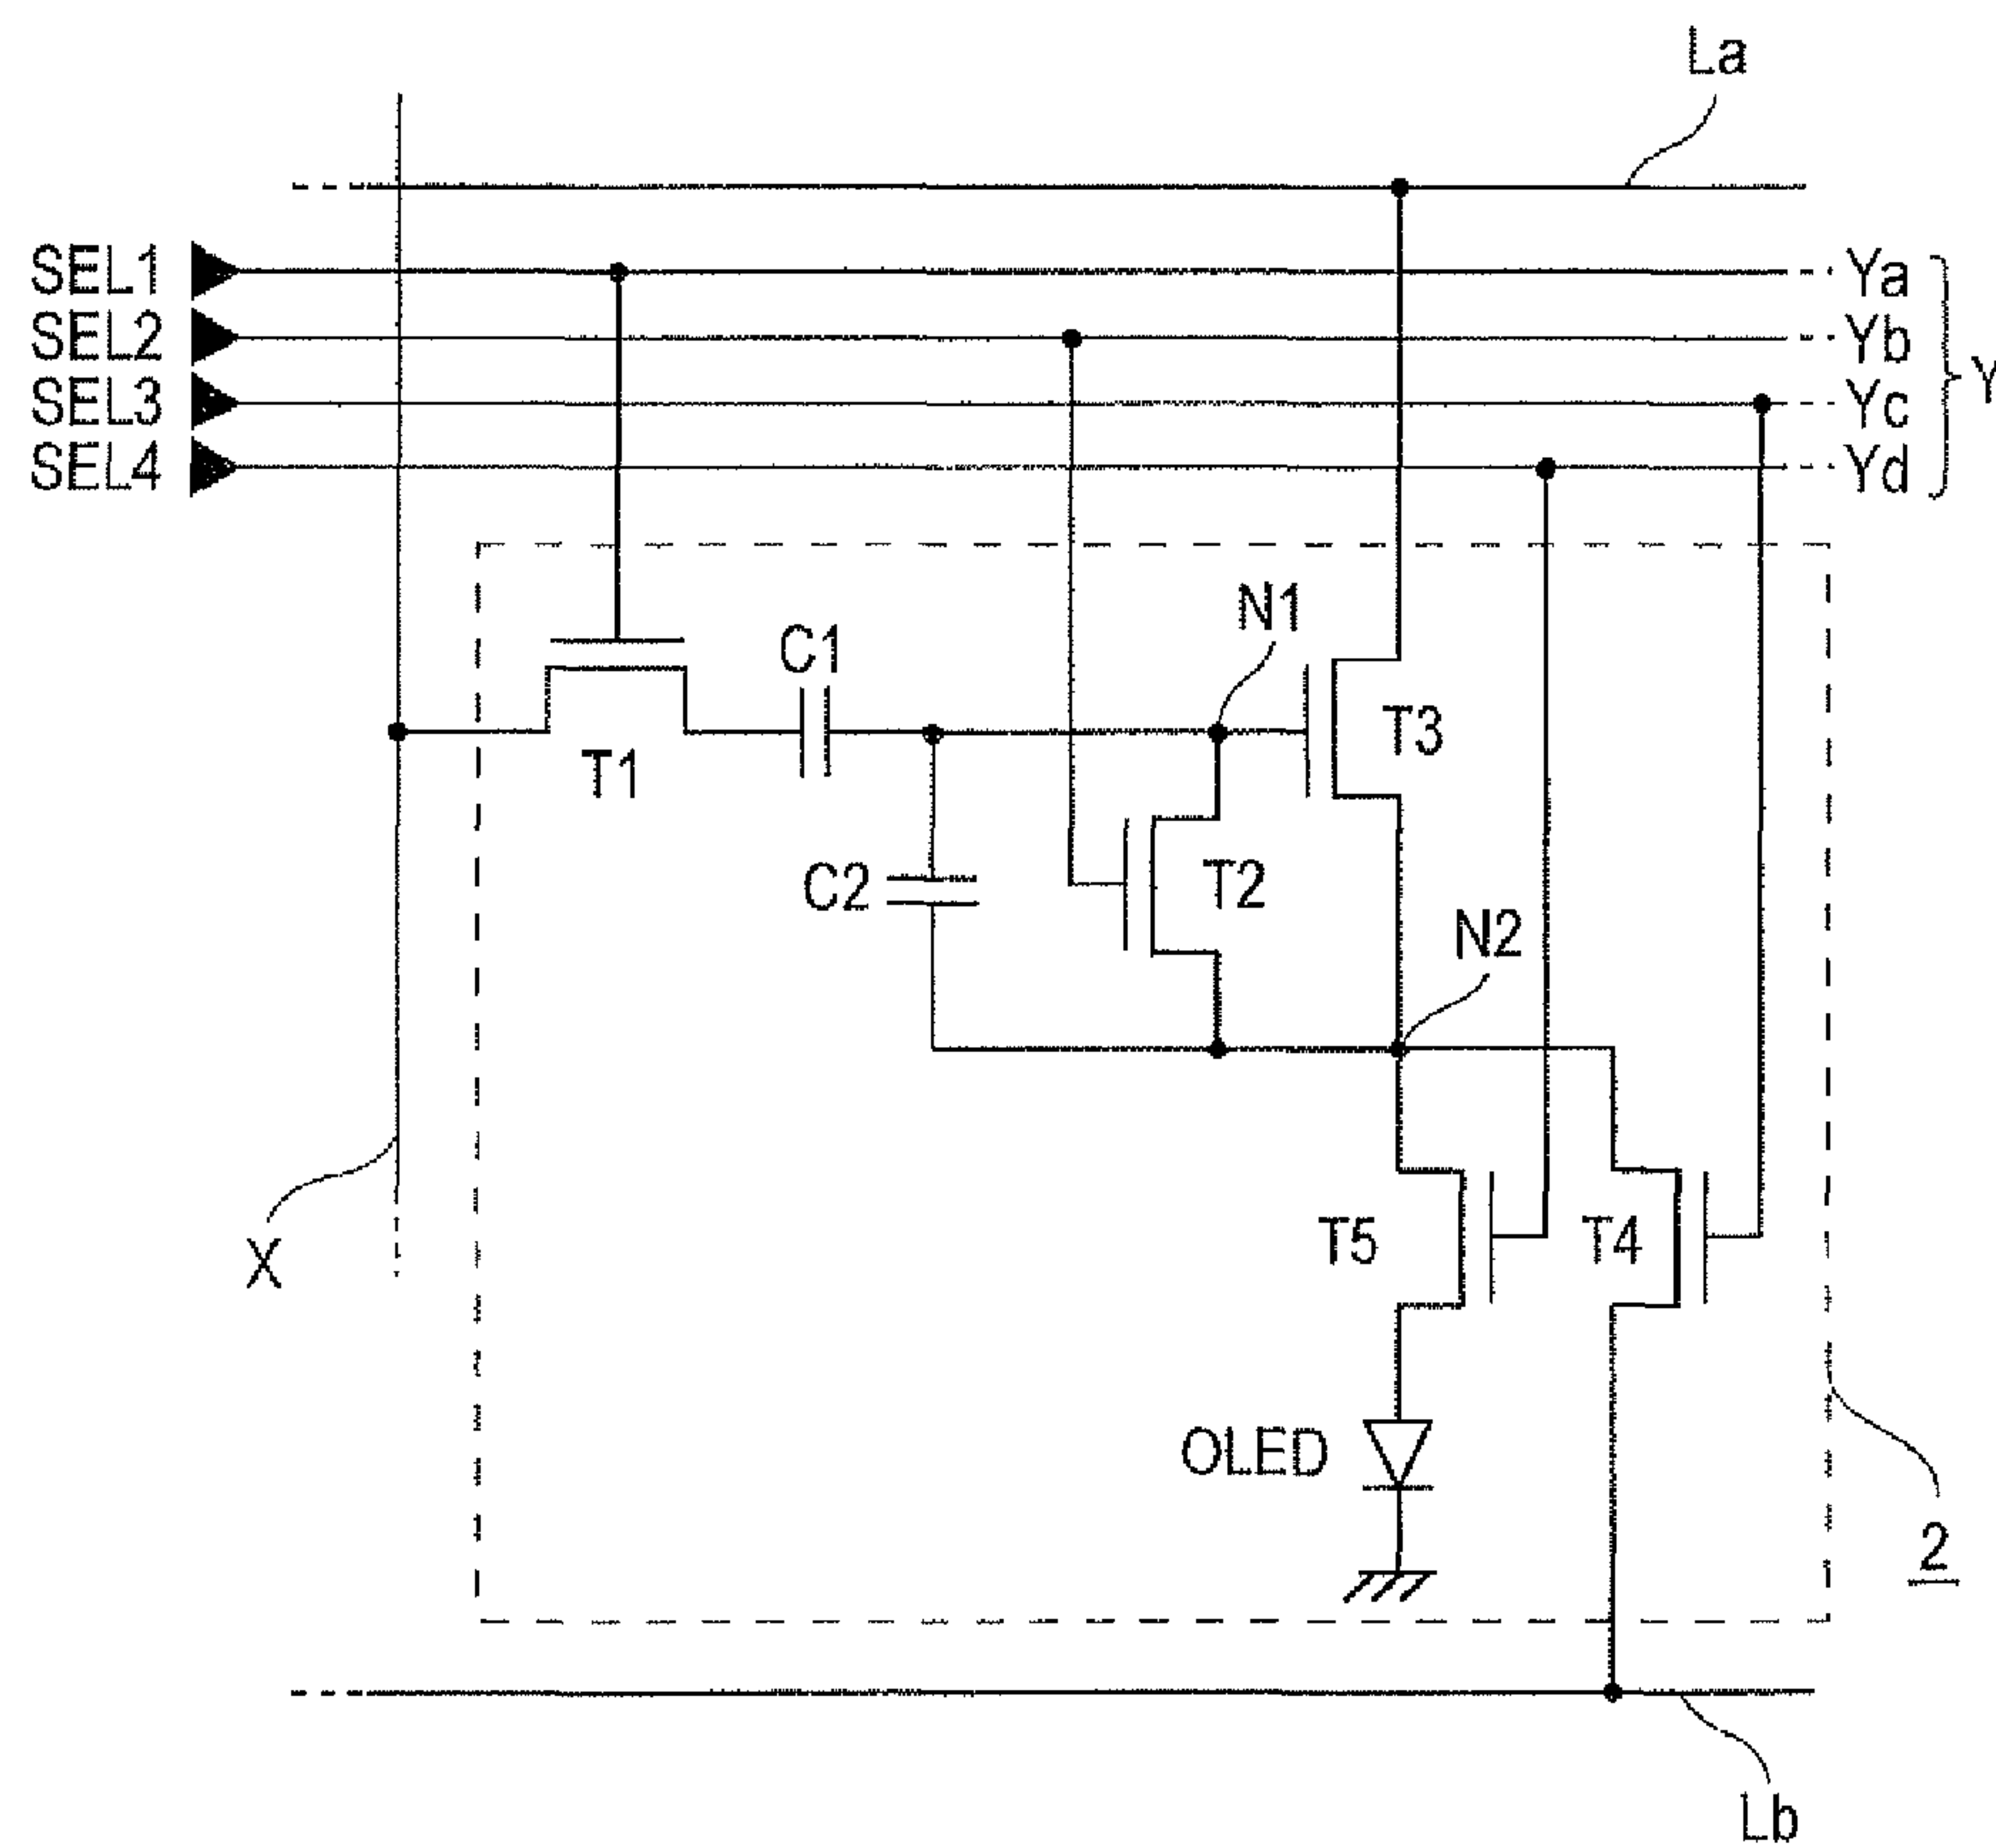 La
SEL1 Ya
SEL2 Yb
SEL3 Yc
SEL4 Yd
Y
N1
C1
T3
T1
C2
T2
N2
T5
T4
X
OLED
2
Lb